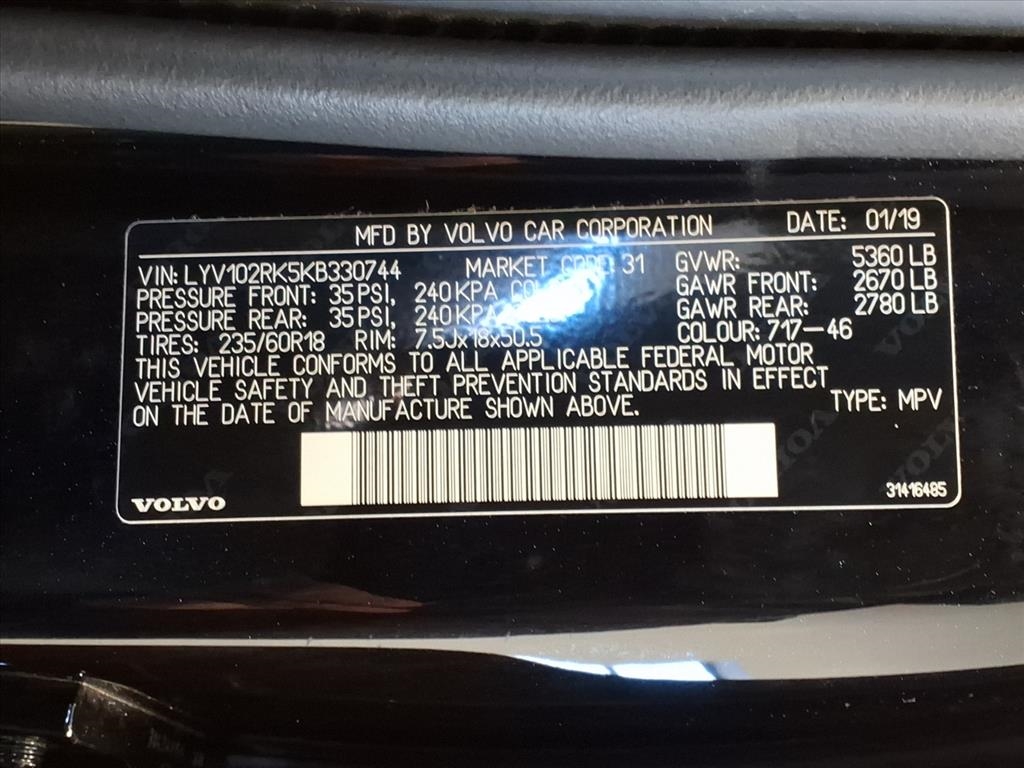 MFD BY VOLVO CAR CORPORATION DATE: 01/19
VIN: LYV102RK5KB330744 MARKET CODE: 31 GVWR: 5360 LB
PRESSURE FRONT: 35 PSI, 240 KPA COLD GAWR FRONT: 2670 LB
PRESSURE REAR: 35 PSI, 240 KPA GAWR REAR: 2780 LB
TIRES: 235/60R18 RIM: 7.5Jx18x50.5 COLOUR: 717-46
THIS VEHICLE CONFORMS TO ALL APPLICABLE FEDERAL MOTOR
VEHICLE SAFETY AND THEFT PREVENTION STANDARDS IN EFFECT
ON THE DATE OF MANUFACTURE SHOWN ABOVE. TYPE: MPV
VOLVO 31416485